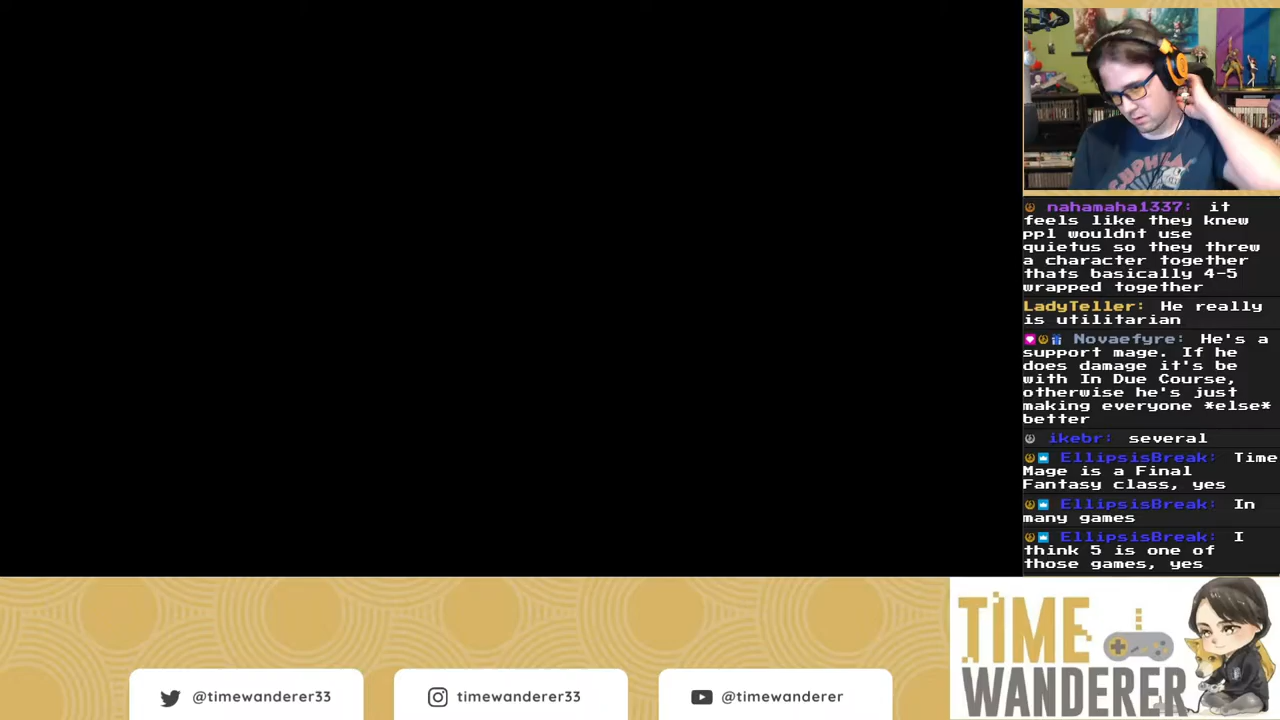 nahamaha1337: it
feels like they knew
ppl wouldnt use
quietus so they threw
a character together
thats basically 4-5
wrapped together
LadyTeller: He really
is utilitarian
Novaefyre: He's a
support mage. If he
does damage it's be
with In Due Course,
otherwise he's just
making everyone *else*
better
ikebr: several
EllipsisBreak: Time
Mage is a Final
Fantasy class, yes
EllipsisBreak: In
many games
EllipsisBreak: I
think 5 is one of
those games, yes
@timewanderer33
timewanderer33
@timewanderer
TIME
WANDERER